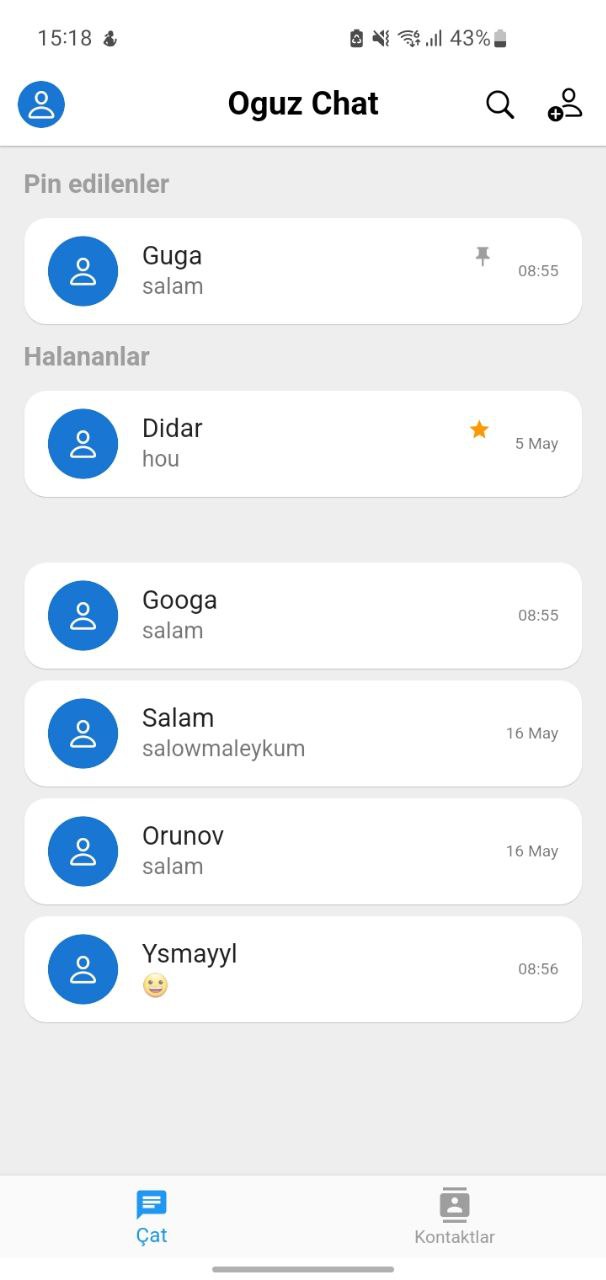 15:18
43%
Oguz Chat
Pin edilenler
Guga
salam
08:55
Halananlar
Didar
hou
5 May
Googa
salam
08:55
Salam
salowmaleykum
16 May
Orunov
salam
16 May
Ysmayyl
😀
08:56
Çat
Kontaktlar